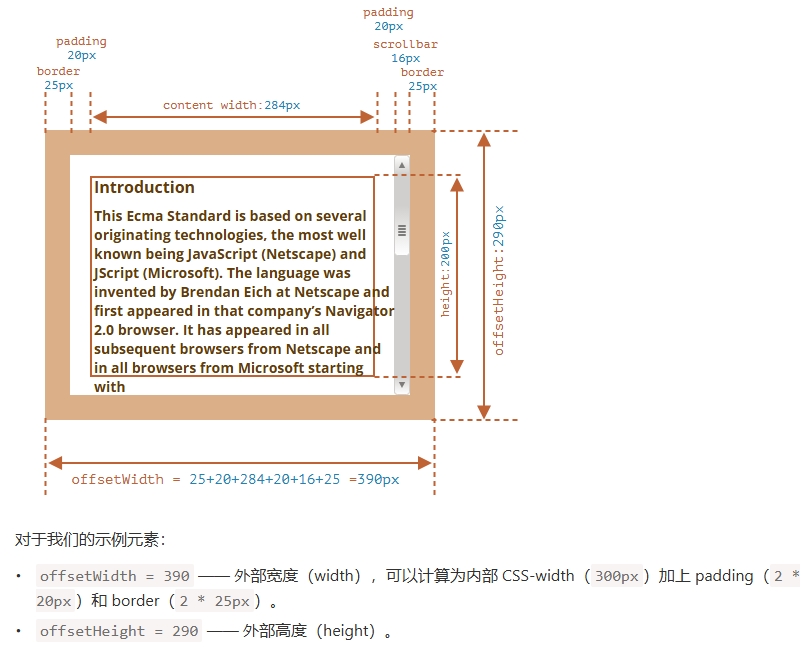 padding
20px
padding
20px
scrollbar
16px
border
25px
border
25px
content width:284px
Introduction
This Ecma Standard is based on several
originating technologies, the most well
known being JavaScript (Netscape) and
JScript (Microsoft). The language was
invented by Brendan Eich at Netscape and
first appeared in that company’s Navigator
2.0 browser. It has appeared in all
subsequent browsers from Netscape and
in all browsers from Microsoft starting
with
height:200px
offsetHeight:290px
offsetWidth = 25+20+284+20+16+25 =390px
对于我们的示例元素：
• offsetWidth = 390 —— 外部宽度（width），可以计算为内部 CSS-width（300px）加上 padding（2 *
20px）和 border（2 * 25px）。
• offsetHeight = 290 —— 外部高度（height）。